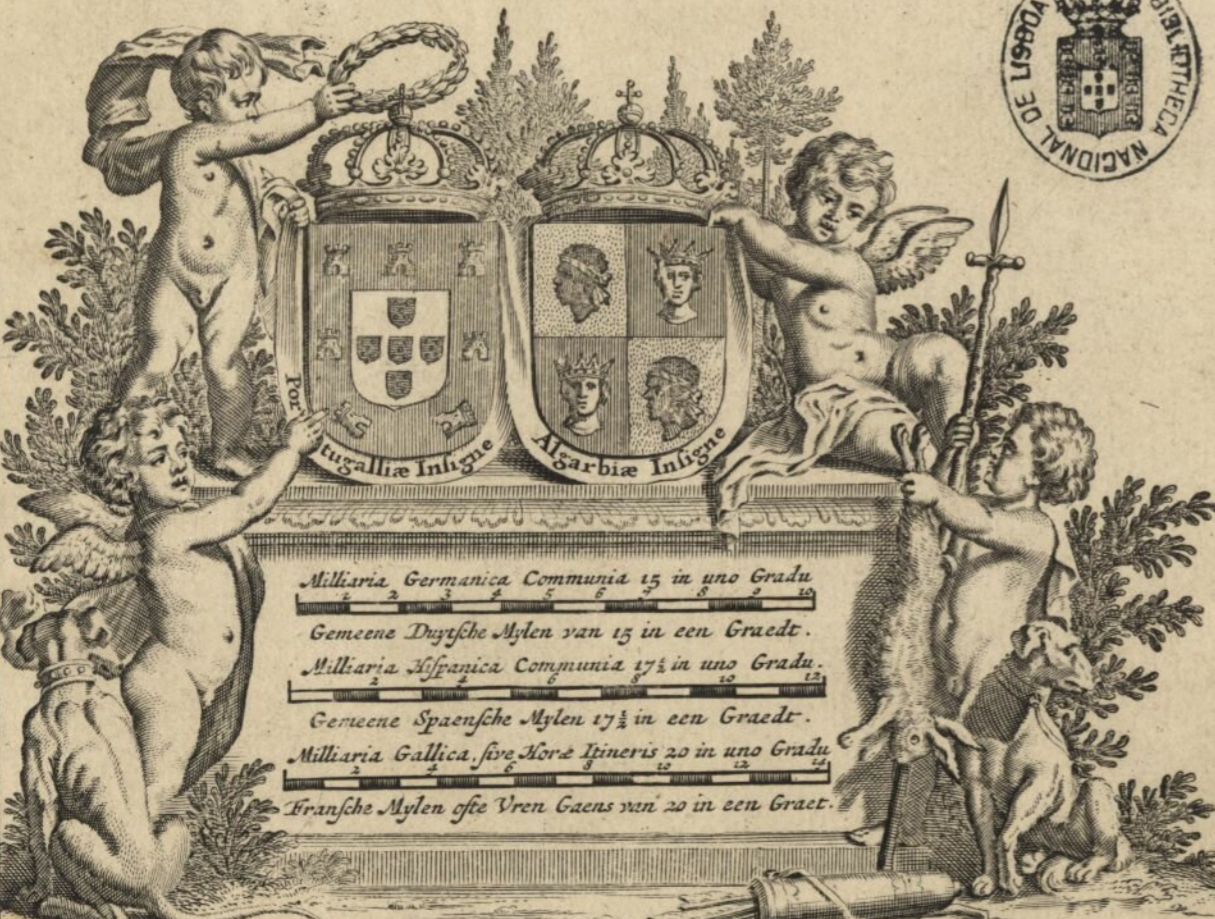 BIBLIOTHECA NACIONAL DE LISBOA
Portugalliæ Insigne
Algarbiæ Insigne
Milliaria Germanica Communia 15 in uno Gradu
1 2 3 4 5 6 7 8 9 10
Gemeene Duytſche Mylen van 15 in een Graedt.
Milliaria Hiſpanica Communia 17½ in uno Gradu.
2 4 6 8 10 12
Gemeene Spaenſche Mylen 17½ in een Graedt.
Milliaria Gallica, ſive Horæ Itineris 20 in uno Gradu
2 4 6 8 10 12 14
Franſche Mylen ofte Vren Gaens van 20 in een Graet.